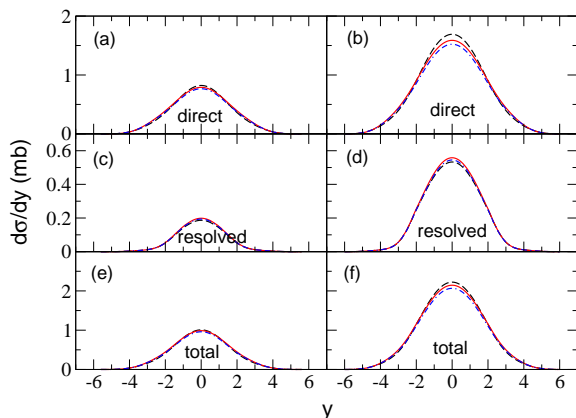 2
(a)
(b)
1
direct
direct
0
0.6
(c)
(d)
0.4
dσ/dy (mb)
0.2
resolved
resolved
0
(e)
(f)
2
1
total
total
0
-6 -4 -2 0 2 4 6 -6 -4 -2 0 2 4 6
y y